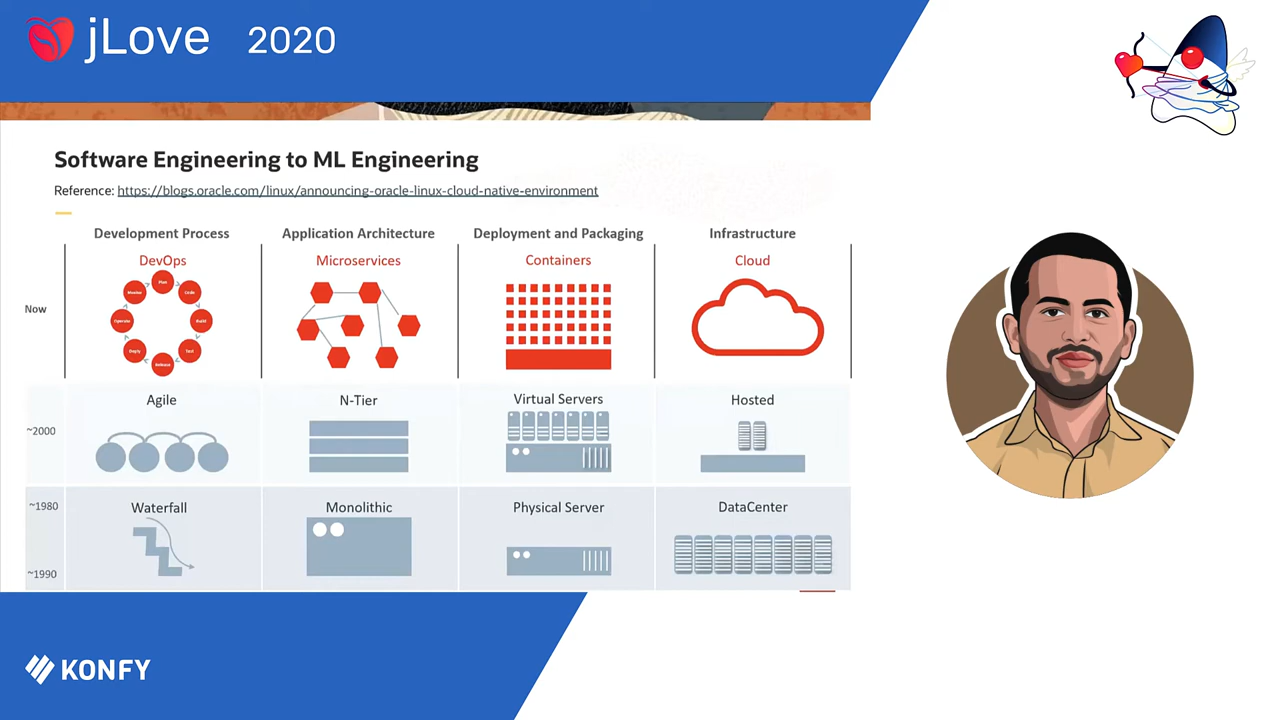 jLove 2020
Software Engineering to ML Engineering
Reference: https://blogs.oracle.com/linux/announcing-oracle-linux-cloud-native-environment
Development Process
Application Architecture
Deployment and Packaging
Infrastructure
Now
DevOps
Microservices
Containers
Cloud
Plan
Code
Build
Test
Release
Deply
Operate
Monitor
~2000
Agile
N-Tier
Virtual Servers
Hosted
~1980
~1990
Waterfall
Monolithic
Physical Server
DataCenter
KONFY